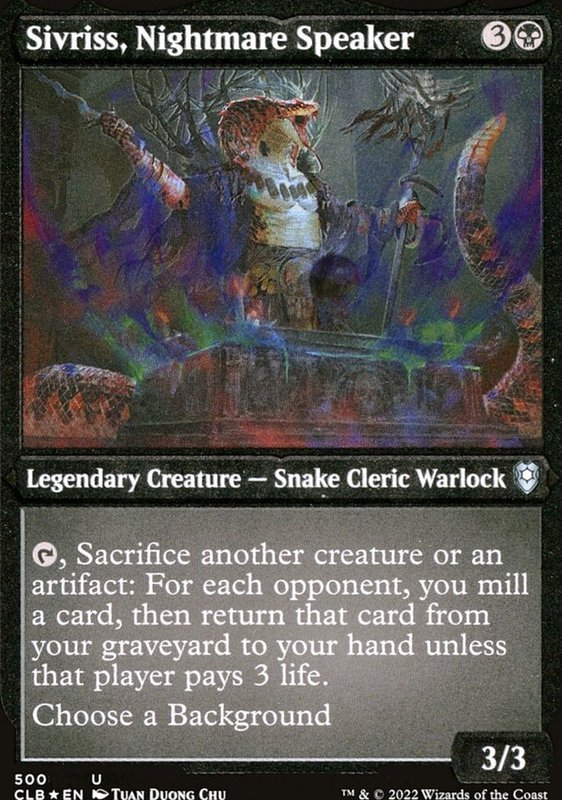 Sivriss, Nightmare Speaker 3
Legendary Creature — Snake Cleric Warlock
, Sacrifice another creature or an
artifact: For each opponent, you mill
a card, then return that card from
your graveyard to your hand unless
that player pays 3 life.
Choose a Background
3/3
500 U
CLB★EN Tuan Duong Chu ™ & © 2022 Wizards of the Coast